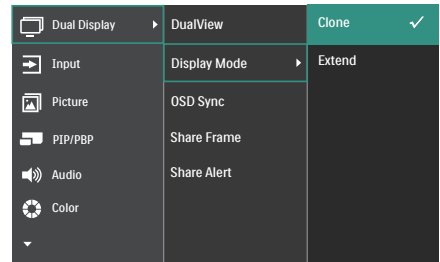 Dual Display
Input
Picture
PIP/PBP
Audio
Color
DualView
Display Mode
OSD Sync
Share Frame
Share Alert
Clone
Extend